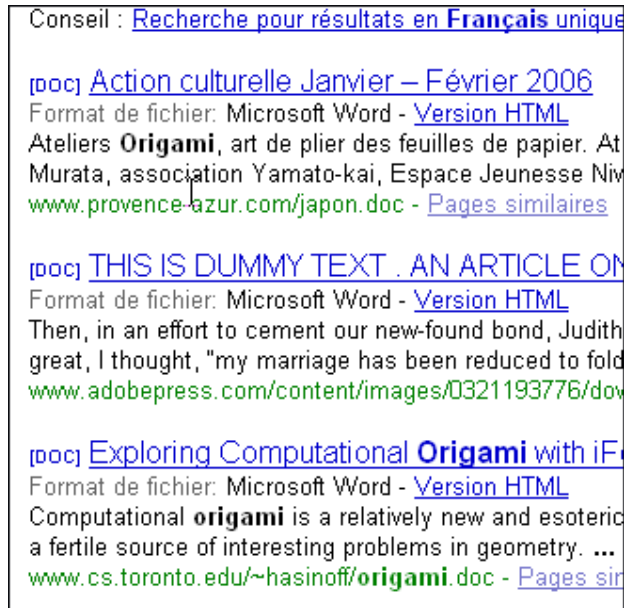 Conseil : Recherche pour résultats en Français unique
[DOC] Action culturelle Janvier – Février 2006
Format de fichier: Microsoft Word - Version HTML
Ateliers Origami, art de plier des feuilles de papier. At
Murata, association Yamato-kai, Espace Jeunesse Niv
www.provence-azur.com/japon.doc - Pages similaires
[DOC] THIS IS DUMMY TEXT . AN ARTICLE ON
Format de fichier: Microsoft Word - Version HTML
Then, in an effort to cement our new-found bond, Judith
great, I thought, "my marriage has been reduced to fold
www.adobepress.com/content/images/0321193776/dow
[DOC] Exploring Computational Origami with iFo
Format de fichier: Microsoft Word - Version HTML
Computational origami is a relatively new and esoteric
a fertile source of interesting problems in geometry. ...
www.cs.toronto.edu/~hasinoff/origami.doc - Pages sim